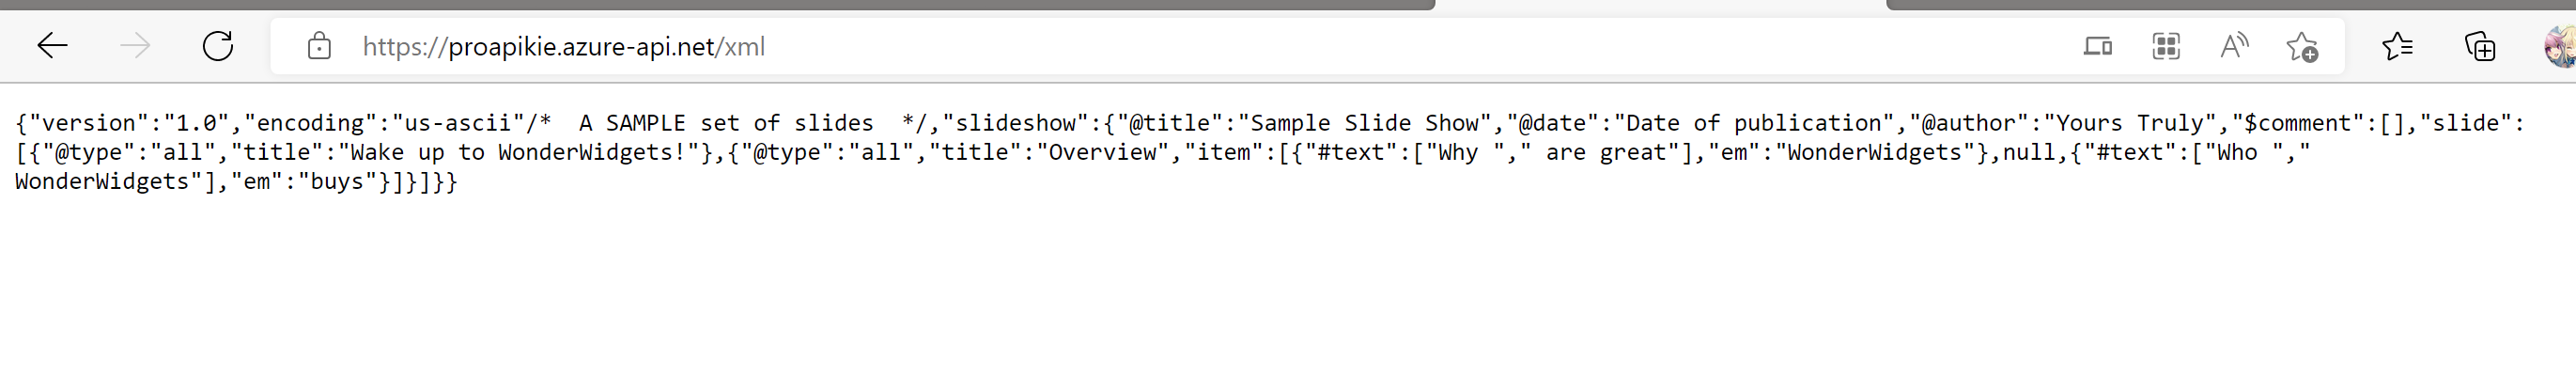 https://proapikie.azure-api.net/xml
{"version":"1.0","encoding":"us-ascii"/*  A SAMPLE set of slides  */,"slideshow":{"@title":"Sample Slide Show","@date":"Date of publication","@author":"Yours Truly","$comment":[],"slide":
[{"@type":"all","title":"Wake up to WonderWidgets!"},{"@type":"all","title":"Overview","item":[{"#text":["Why "," are great"],"em":"WonderWidgets"},null,{"#text":["Who ","
WonderWidgets"],"em":"buys"}]}]}}